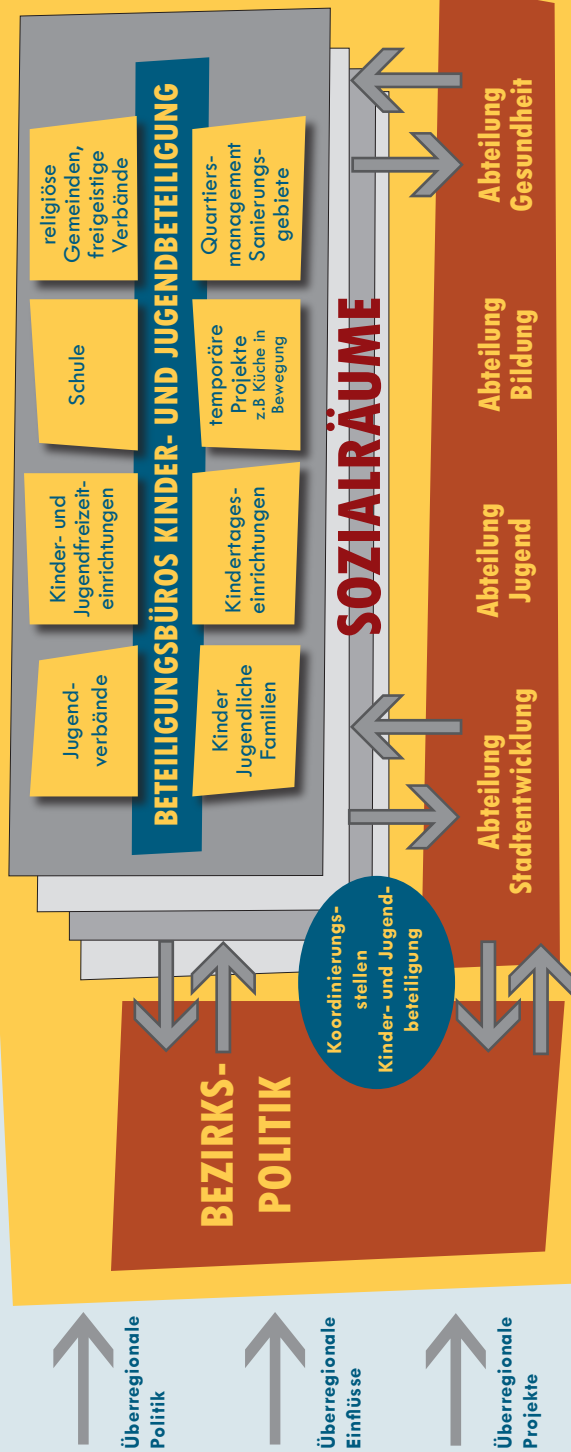 Jugend-
verbände
Kinder- und
Jugendfreizeit-
einrichtungen
Schule
religiöse
Gemeinden,
freigeistige
Verbände
BETEILIGUNGSBÜROS KINDER- UND JUGENDBETEILIGUNG
Kinder
Jugendliche
Familien
Kindertages-
einrichtungen
temporäre
Projekte
z.B Küche in
Bewegung
Quartiers-
management
Sanierungs-
gebiete
SOZIALRÄUME
BEZIRKS-
POLITIK
Koordinierungs-
stellen
Kinder- und Jugend-
beteiligung
Abteilung
Stadtentwicklung
Abteilung
Jugend
Abteilung
Bildung
Abteilung
Gesundheit
Überregionale
Politik
Überregionale
Einflüsse
Überregionale
Projekte